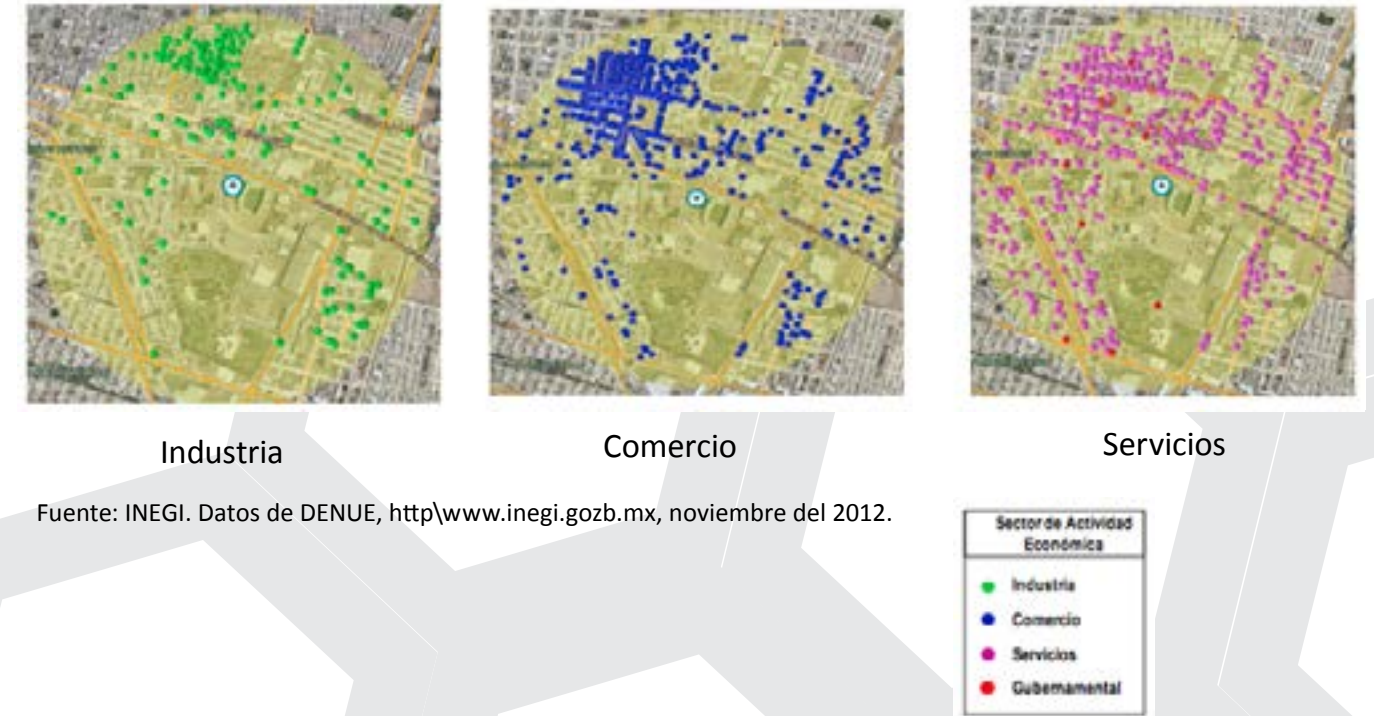 Industria
Comercio
Servicios
Fuente: INEGI. Datos de DENUE, http\www.inegi.gozb.mx, noviembre del 2012.
Sector de Actividad
Económica
Industria
Comercio
Servicios
Gubernamental